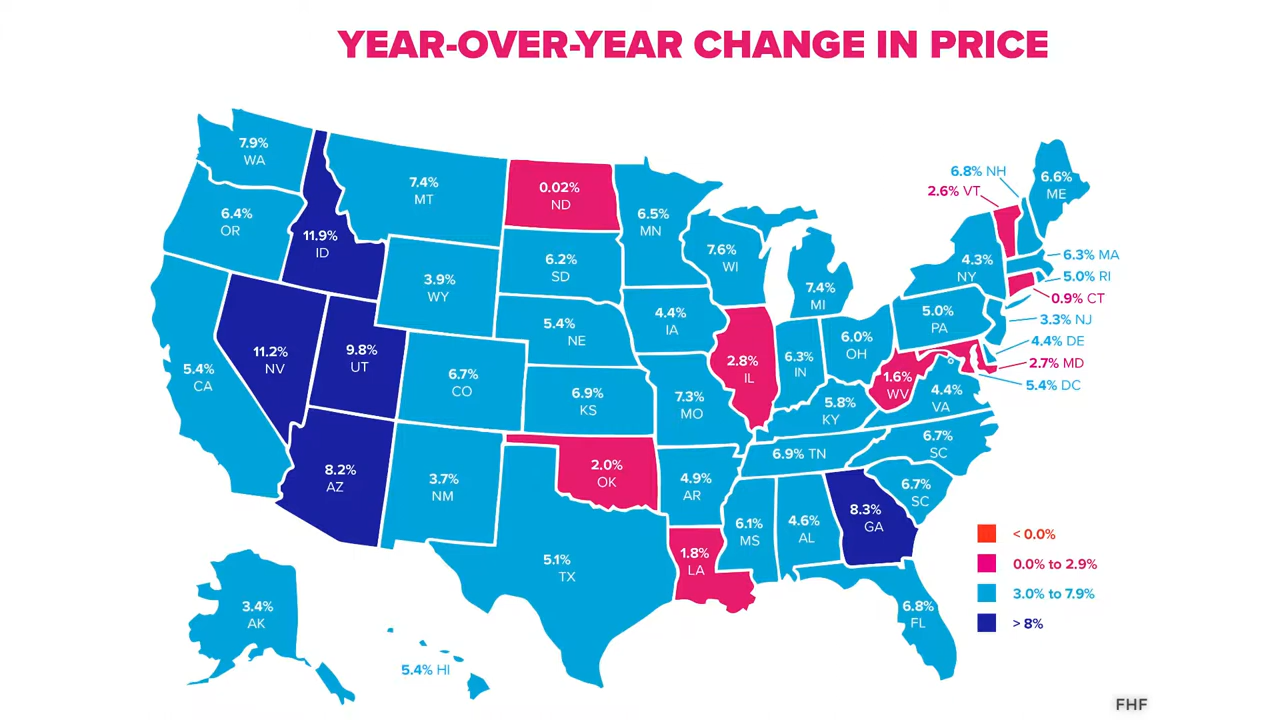 YEAR-OVER-YEAR CHANGE IN PRICE
7.9%
WA
6.4%
OR
11.9%
ID
7.4%
MT
0.02%
ND
6.5%
MN
6.8% NH
2.6% VT
6.6%
ME
3.9%
WY
6.2%
SD
7.6%
WI
7.4%
MI
4.3%
NY
6.3% MA
5.0% RI
0.9% CT
3.3% NJ
4.4% DE
2.7% MD
5.4% DC
5.4%
CA
11.2%
NV
9.8%
UT
6.7%
CO
5.4%
NE
4.4%
IA
2.8%
IL
6.3%
IN
6.0%
OH
5.0%
PA
1.6%
WV
4.4%
VA
6.9%
KS
7.3%
MO
5.8%
KY
6.9% TN
6.7%
SC
6.7%
SC
8.2%
AZ
3.7%
NM
2.0%
OK
4.9%
AR
6.1%
MS
4.6%
AL
8.3%
GA
5.1%
TX
1.8%
LA
6.8%
FL
3.4%
AK
5.4% HI
< 0.0%
0.0% to 2.9%
3.0% to 7.9%
> 8%
FHF